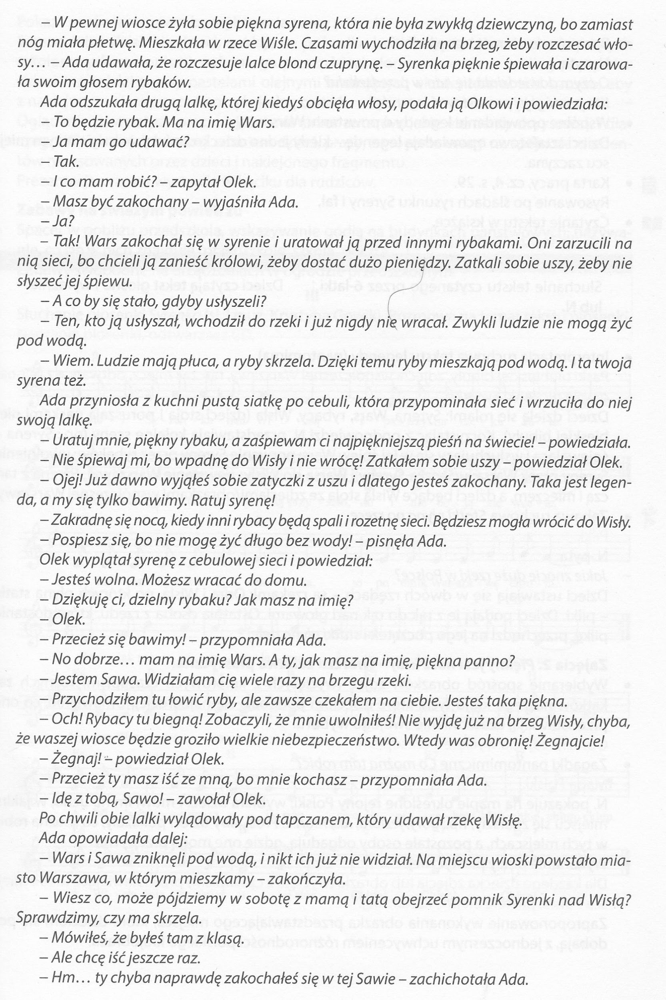 – W pewnej wiosce żyła sobie piękna syrena, która nie była zwykłą dziewczyną, bo zamiast
nóg miała płetwę. Mieszkała w rzece Wiśle. Czasami wychodziła na brzeg, żeby rozczesać wło-
sy… – Ada udawała, że rozczesuje lalce blond czuprynę. – Syrenka pięknie śpiewała i czarowa-
ła swoim głosem rybaków.
Ada odszukała drugą lalkę, której kiedyś obcięła włosy, podała ją Olkowi i powiedziała:
– To będzie rybak. Ma na imię Wars.
– Ja mam go udawać?
– Tak.
– I co mam robić? – zapytał Olek.
– Masz być zakochany – wyjaśniła Ada.
– Ja?
– Tak! Wars zakochał się w syrenie i uratował ją przed innymi rybakami. Oni zarzucili na
nią sieci, bo chcieli ją zanieść królowi, żeby dostać dużo pieniędzy. Zatkali sobie uszy, żeby nie
słyszeć jej śpiewu.
– A co by się stało, gdyby usłyszeli?
– Ten, kto ją usłyszał, wchodził do rzeki i już nigdy nie wracał. Zwykli ludzie nie mogą żyć
pod wodą.
– Wiem. Ludzie mają płuca, a ryby skrzela. Dzięki temu ryby mieszkają pod wodą. I ta twoja
syrena też.
Ada przyniosła z kuchni pustą siatkę po cebuli, która przypominała sieć i wrzuciła do niej
swoją lalkę.
– Uratuj mnie, piękny rybaku, a zaśpiewam ci najpiękniejszą pieśń na świecie! – powiedziała.
– Nie śpiewaj mi, bo wpadnę do Wisły i nie wrócę! Zatkałem sobie uszy – powiedział Olek.
– Ojej! Już dawno wyjąłeś sobie zatyczki z uszu i dlatego jesteś zakochany. Taka jest legen-
da, a my się tylko bawimy. Ratuj syrenę!
– Zakradnę się nocą, kiedy inni rybacy będą spali i rozetnę sieci. Będziesz mogła wrócić do Wisły.
– Pospiesz się, bo nie mogę żyć długo bez wody! – pisnęła Ada.
Olek wyplątał syrenę z cebulowej sieci i powiedział:
– Jesteś wolna. Możesz wracać do domu.
– Dziękuję ci, dzielny rybaku? Jak masz na imię?
– Olek.
– Przecież się bawimy! – przypomniała Ada.
– No dobrze… mam na imię Wars. A ty, jak masz na imię, piękna panno?
– Jestem Sawa. Widziałam cię wiele razy na brzegu rzeki.
– Przychodziłem tu łowić ryby, ale zawsze czekałem na ciebie. Jesteś taka piękna.
– Och! Rybacy tu biegną! Zobaczyli, że mnie uwolniłeś! Nie wyjdę już na brzeg Wisły, chyba,
że waszej wiosce będzie groziło wielkie niebezpieczeństwo. Wtedy was obronię! Żegnajcie!
– Żegnaj! – powiedział Olek.
– Przecież ty masz iść ze mną, bo mnie kochasz – przypomniała Ada.
– Idę z tobą, Sawo! – zawołał Olek.
Po chwili obie lalki wylądowały pod tapczanem, który udawał rzekę Wisłę.
Ada opowiadała dalej:
– Wars i Sawa zniknęli pod wodą, i nikt ich już nie widział. Na miejscu wioski powstało mia-
sto Warszawa, w którym mieszkamy – zakończyła.
– Wiesz co, może pójdziemy w sobotę z mamą i tatą obejrzeć pomnik Syrenki nad Wisłą?
Sprawdzimy, czy ma skrzela.
– Mówiłeś, że byłeś tam z klasą.
– Ale chcę iść jeszcze raz.
– Hm… ty chyba naprawdę zakochałeś się w tej Sawie – zachichotała Ada.